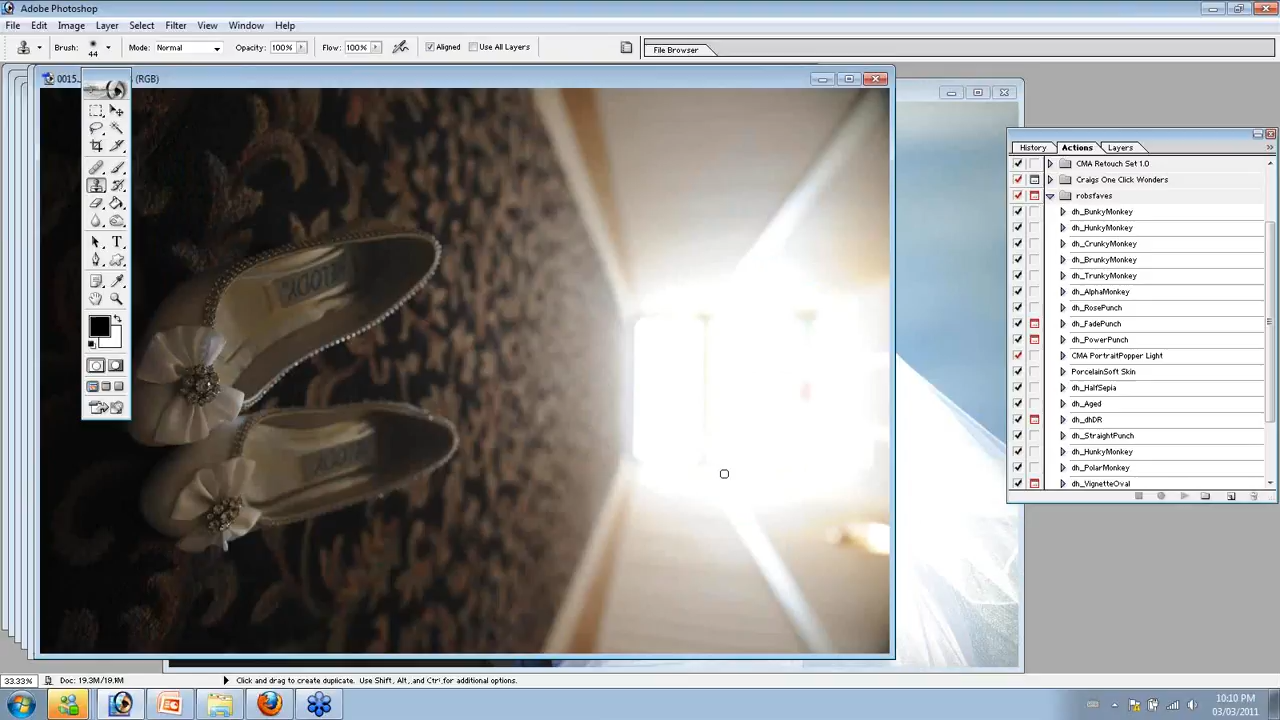 Adobe Photoshop
File Edit Image Layer Select Filter View Window Help
Brush: 44 Mode: Normal Opacity: 100% Flow: 100% Aligned Use All Layers File Browser
0015_ (RGB)
History Actions Layers
CMA Retouch Set 1.0
Craigs One Click Wonders
robsfaves
dh_BunkyMonkey
dh_HunkyMonkey
dh_CrunkyMonkey
dh_BrunkyMonkey
dh_TrunkyMonkey
dh_AlphaMonkey
dh_RosePunch
dh_FadePunch
dh_PowerPunch
CMA PortraitPopper Light
PorcelainSoft Skin
dh_HalfSepia
dh_Aged
dh_dhDR
dh_StraightPunch
dh_HunkyMonkey
dh_PolarMonkey
dh_VignetteOval
33.33% Doc: 19.3M/19.9M Click and drag to create duplicate. Use Shift, Alt, and Ctrl for additional options.
10:10 PM
03/03/2011